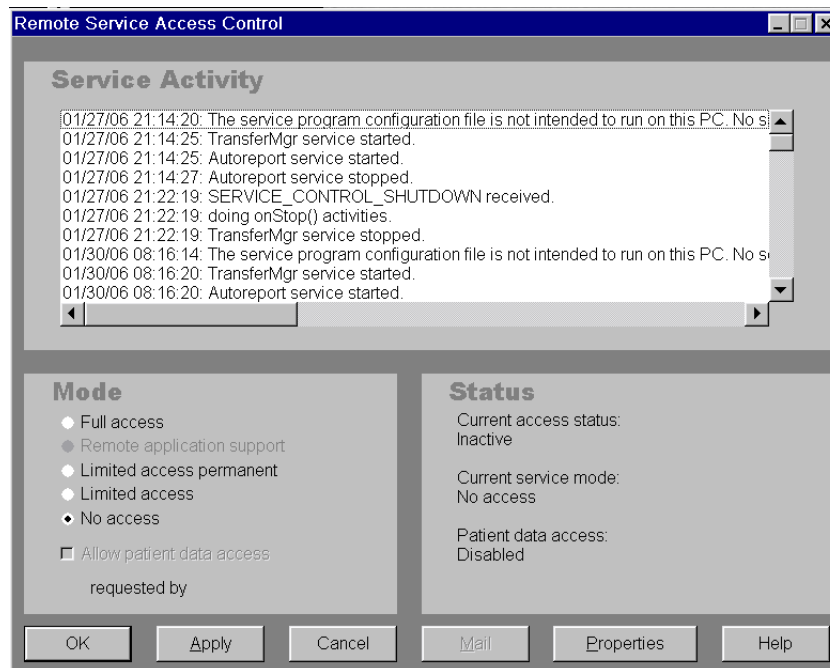 Remote Service Access Control
Service Activity
01/27/06 21:14:20: The service program configuration file is not intended to run on this PC. No
01/27/06 21:14:25: TransferMgr service started.
01/27/06 21:14:25: Autoreport service started.
01/27/06 21:14:27: Autoreport service stopped.
01/27/06 21:22:19: SERVICE_CONTROL_SHUTDOWN received.
01/27/06 21:22:19: doing onStop() activities.
01/27/06 21:22:19: TransferMgr service stopped.
01/30/06 08:16:14: The service program configuration file is not intended to run on this PC. No
01/30/06 08:16:20: TransferMgr service started.
01/30/06 08:16:20: Autoreport service started.
Mode
Full access
Remote application support
Limited access permanent
Limited access
No access
Allow patient data access
requested by
Status
Current access status:
Inactive
Current service mode:
No access
Patient data access:
Disabled
OK
Apply
Cancel
Mail
Properties
Help